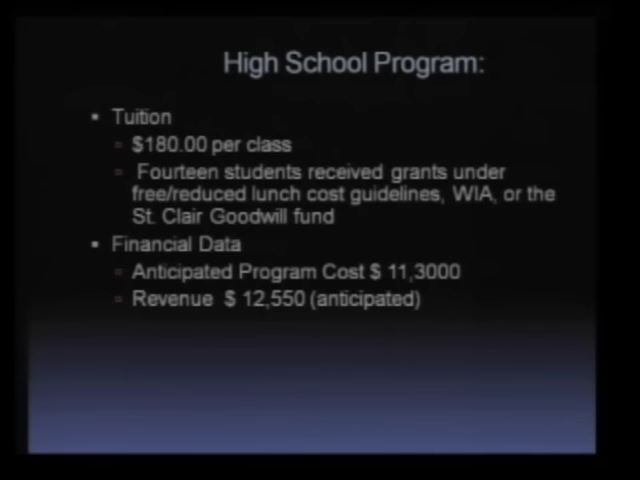 High School Program:
Tuition
$180.00 per class
Fourteen students received grants under
free/reduced lunch cost guidelines, WIA, or the
St. Clair Goodwill fund
Financial Data
Anticipated Program Cost $ 11,3000
Revenue $ 12,550 (anticipated)